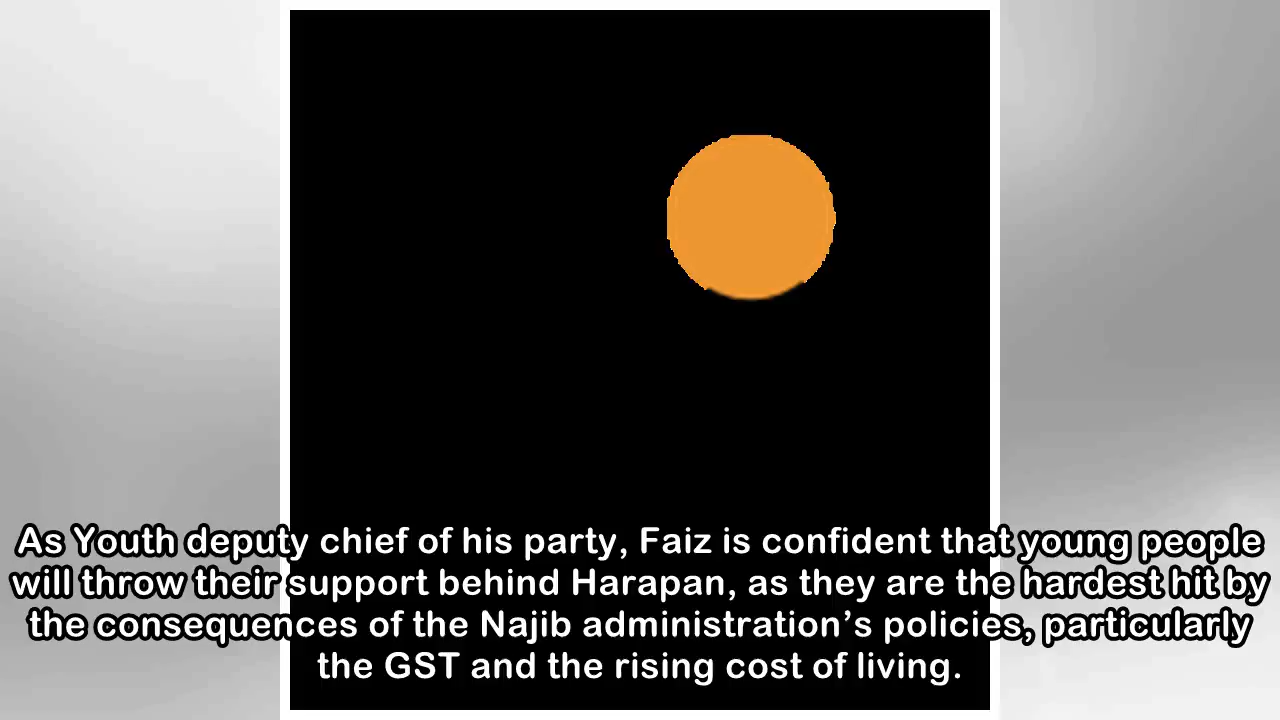 As Youth deputy chief of his party, Faiz is confident that young people
will throw their support behind Harapan, as they are the hardest hit by
the consequences of the Najib administration’s policies, particularly
the GST and the rising cost of living.